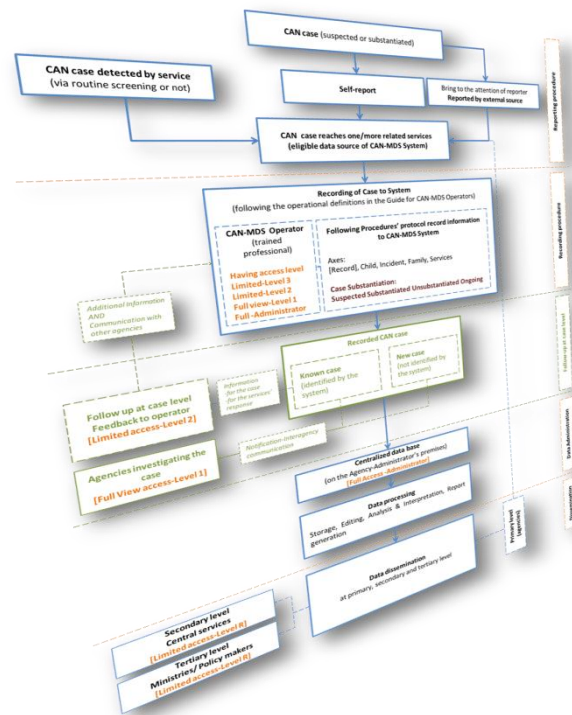 CAN case (suspected or substantiated)
CAN case detected by service
(via routine screening or not)
Self-report
Bring to the attention of reporter
Reported by external source
Reporting procedure
CAN case reaches one/more related services
(eligible data source of CAN-MDS System)
Recording of Case to System
(following the operational definitions in the Guide for CAN-MDS Operators)
CAN-MDS Operator
(trained
professional)
Having access level
Limited-Level 3
Limited-Level 2
Full view-Level 1
Full -Administrator
Following Procedures' protocol record information
to CAN-MDS System
Axes:
[Record], Child, Incident, Family, Services
Case Substantiation:
Suspected Substantiated Unsubstantiated Ongoing
Recording procedure
Additional Information
AND
Communication with
other agencies
Recorded CAN case
Known case
(identified by the
system)
New case
(not identified by
the system)
Information
for the case
(for the services'
response)
Follow up at case level
Follow up at case level
Feedback to operator
[Limited access-Level 2]
Notification-Interagency
communication
Agencies investigating the
case
[Full View access-Level 1]
Centralized data base
(on the Agency-Administrator's premises)
[Full Access -Administrator]
Data Administration
Data processing
Storage, Editing, Analysis & Interpretation, Report
generation
Primary level
(agencies)
Data dissemination
at primary, secondary and tertiary level
Secondary level
Central services
[Limited access-Level R]
Tertiary level
Ministries/ Policy makers
[Limited access-Level R]